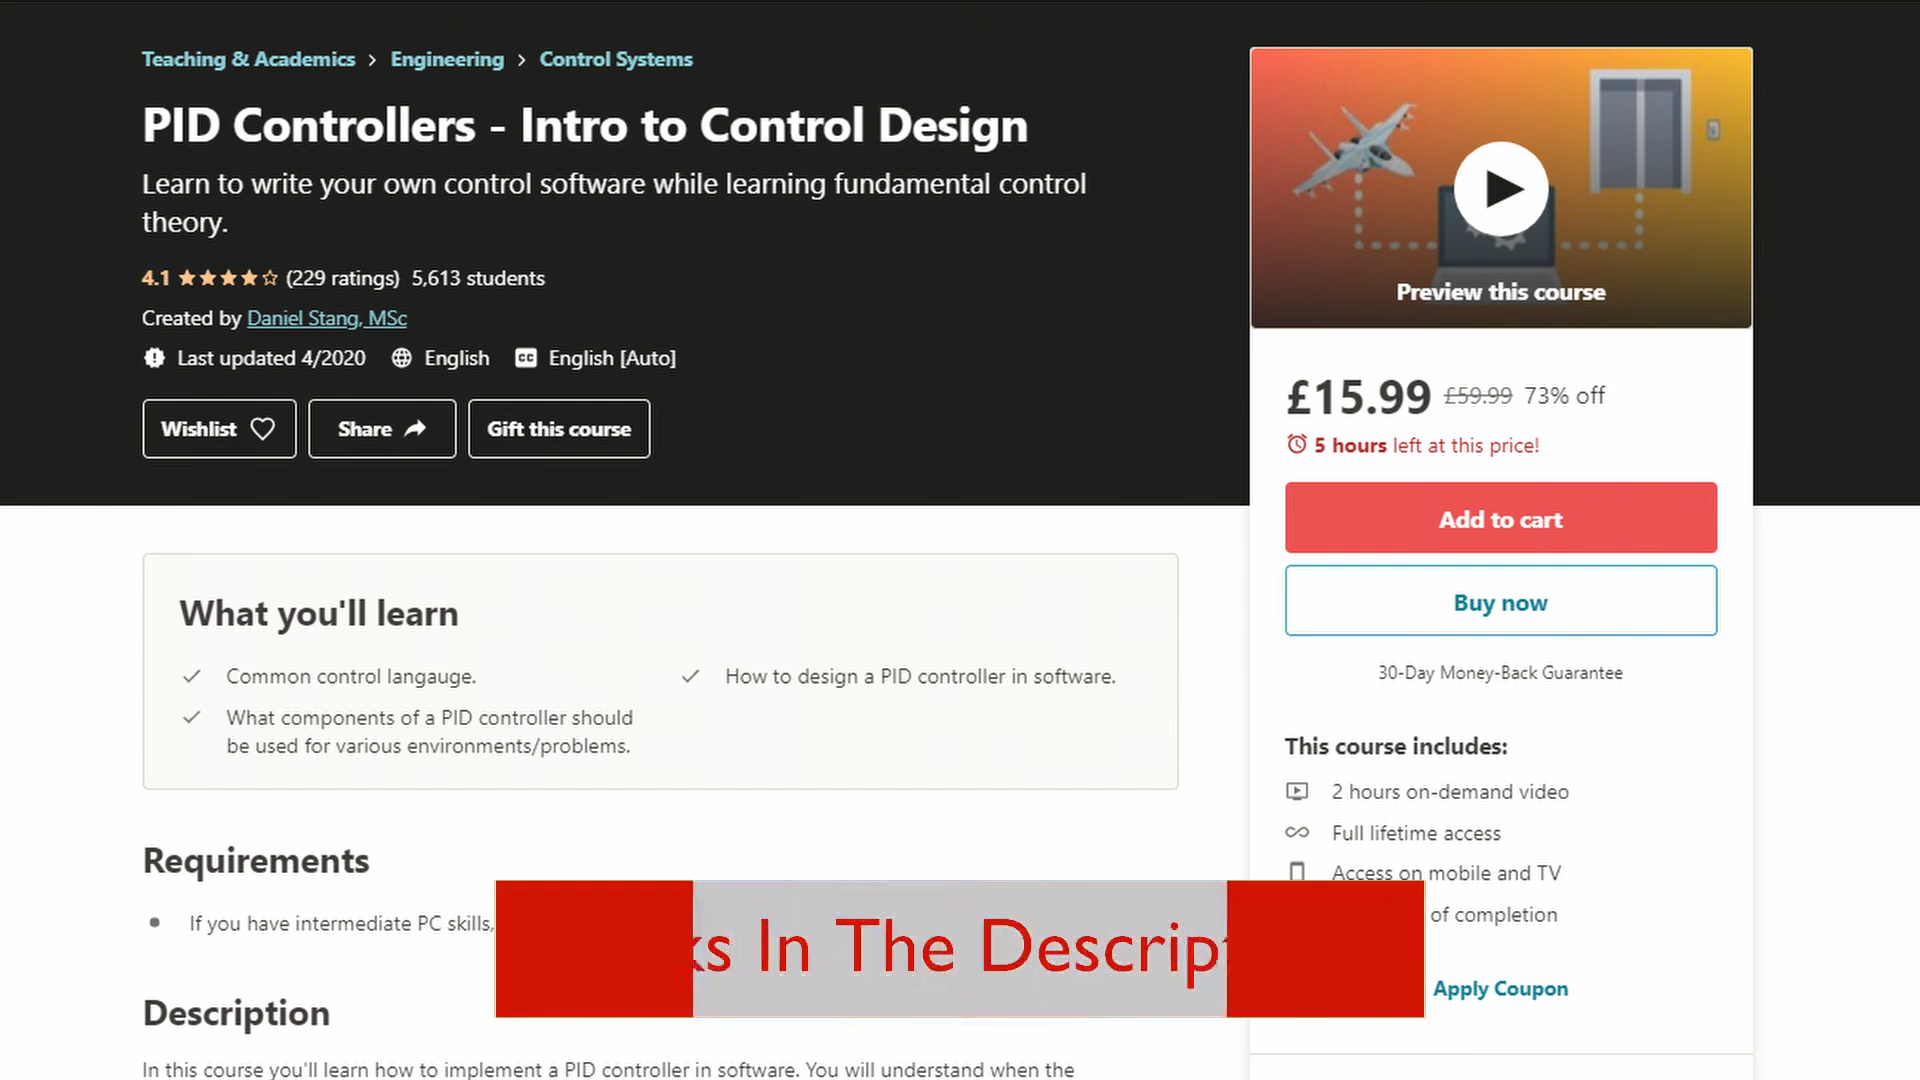 Teaching & Academics > Engineering > Control Systems
PID Controllers - Intro to Control Design
Learn to write your own control software while learning fundamental control
theory.
4.1 (229 ratings) 5,613 students
Created by Daniel Stang, MSc
Last updated 4/2020 English CC English [Auto]
Wishlist Share Gift this course
Preview this course
£15.99 £59.99 73% off
5 hours left at this price!
Add to cart
Buy now
30-Day Money-Back Guarantee
This course includes:
2 hours on-demand video
Full lifetime access
Access on mobile and TV
of completion
Apply Coupon
What you'll learn
Common control langauge.
What components of a PID controller should
be used for various environments/problems.
How to design a PID controller in software.
Requirements
If you have intermediate PC skills,
In The
Description
In this course you'll learn how to implement a PID controller in software. You will understand when the